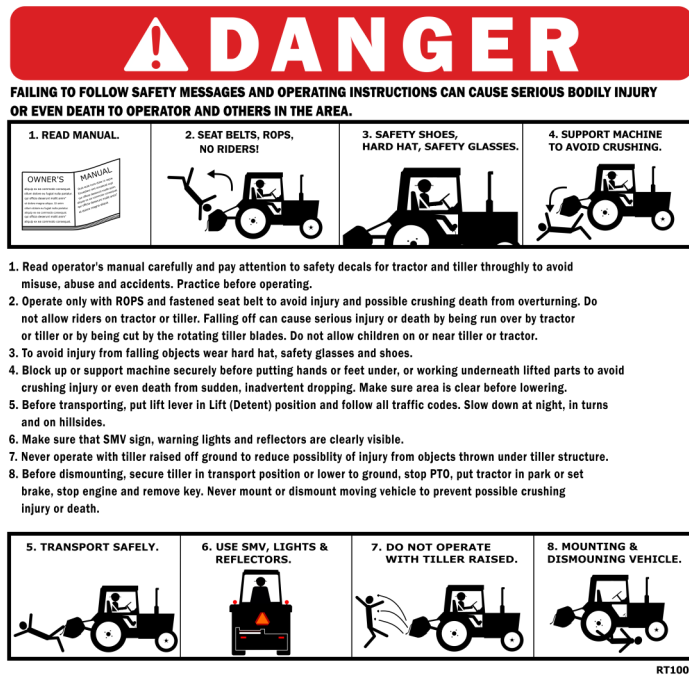 DANGER
FAILING TO FOLLOW SAFETY MESSAGES AND OPERATING INSTRUCTIONS CAN CAUSE SERIOUS BODILY INJURY
OR EVEN DEATH TO OPERATOR AND OTHERS IN THE AREA.
1. READ MANUAL.
OWNER'S MANUAL
2. SEAT BELTS, ROPS,
NO RIDERS!
3. SAFETY SHOES,
HARD HAT, SAFETY GLASSES.
4. SUPPORT MACHINE
TO AVOID CRUSHING.
1. Read operator's manual carefully and pay attention to safety decals for tractor and tiller throughly to avoid
misuse, abuse and accidents. Practice before operating.
2. Operate only with ROPS and fastened seat belt to avoid injury and possible crushing death from overturning. Do
not allow riders on tractor or tiller. Falling off can cause serious injury or death by being run over by tractor
or tiller or by being cut by the rotating tiller blades. Do not allow children on or near tiller or tractor.
3. To avoid injury from falling objects wear hard hat, safety glasses and shoes.
4. Block up or support machine securely before putting hands or feet under, or working underneath lifted parts to avoid
crushing injury or even death from sudden, inadvertent dropping. Make sure area is clear before lowering.
5. Before transporting, put lift lever in Lift (Detent) position and follow all traffic codes. Slow down at night, in turns
and on hillsides.
6. Make sure that SMV sign, warning lights and reflectors are clearly visible.
7. Never operate with tiller raised off ground to reduce possiblity of injury from objects thrown under tiller structure.
8. Before dismounting, secure tiller in transport position or lower to ground, stop PTO, put tractor in park or set
brake, stop engine and remove key. Never mount or dismount moving vehicle to prevent possible crushing
injury or death.
5. TRANSPORT SAFELY.
6. USE SMV, LIGHTS &
REFLECTORS.
7. DO NOT OPERATE
WITH TILLER RAISED.
8. MOUNTING &
DISMOUNING VEHICLE.
RT100